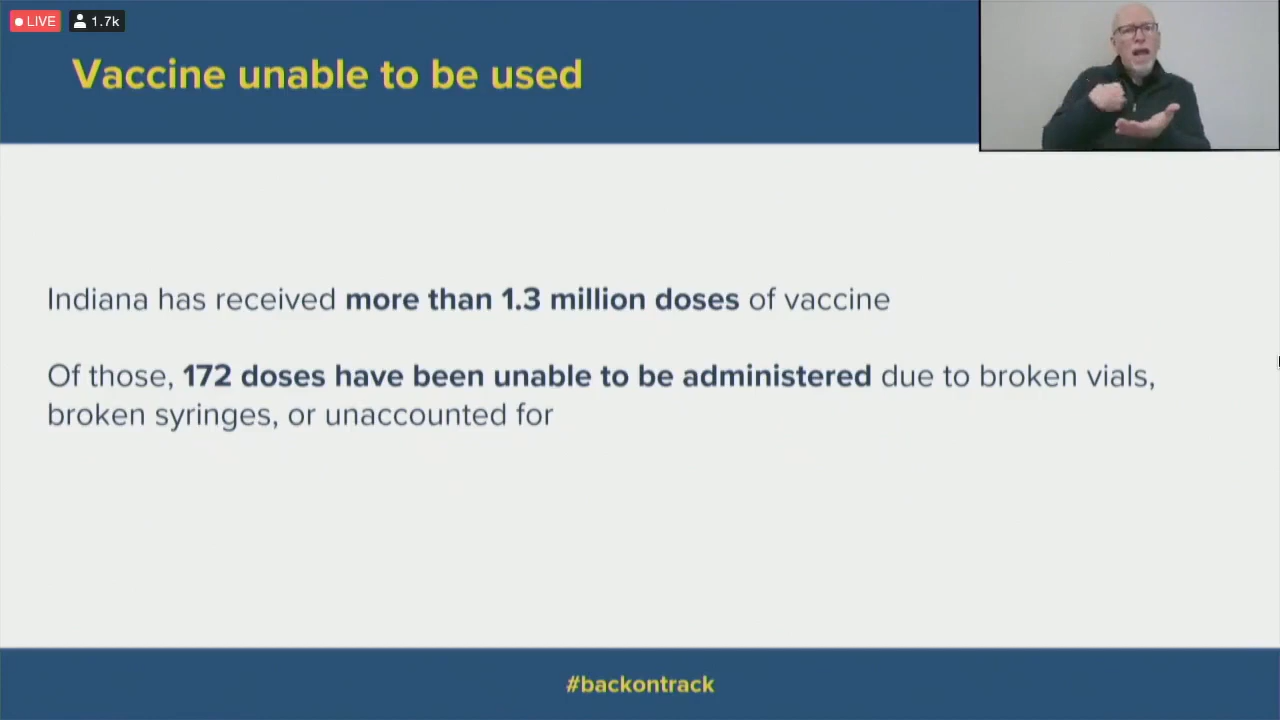 LIVE 1.7k
Vaccine unable to be used
Indiana has received more than 1.3 million doses of vaccine
Of those, 172 doses have been unable to be administered due to broken vials,
broken syringes, or unaccounted for
#backontrack